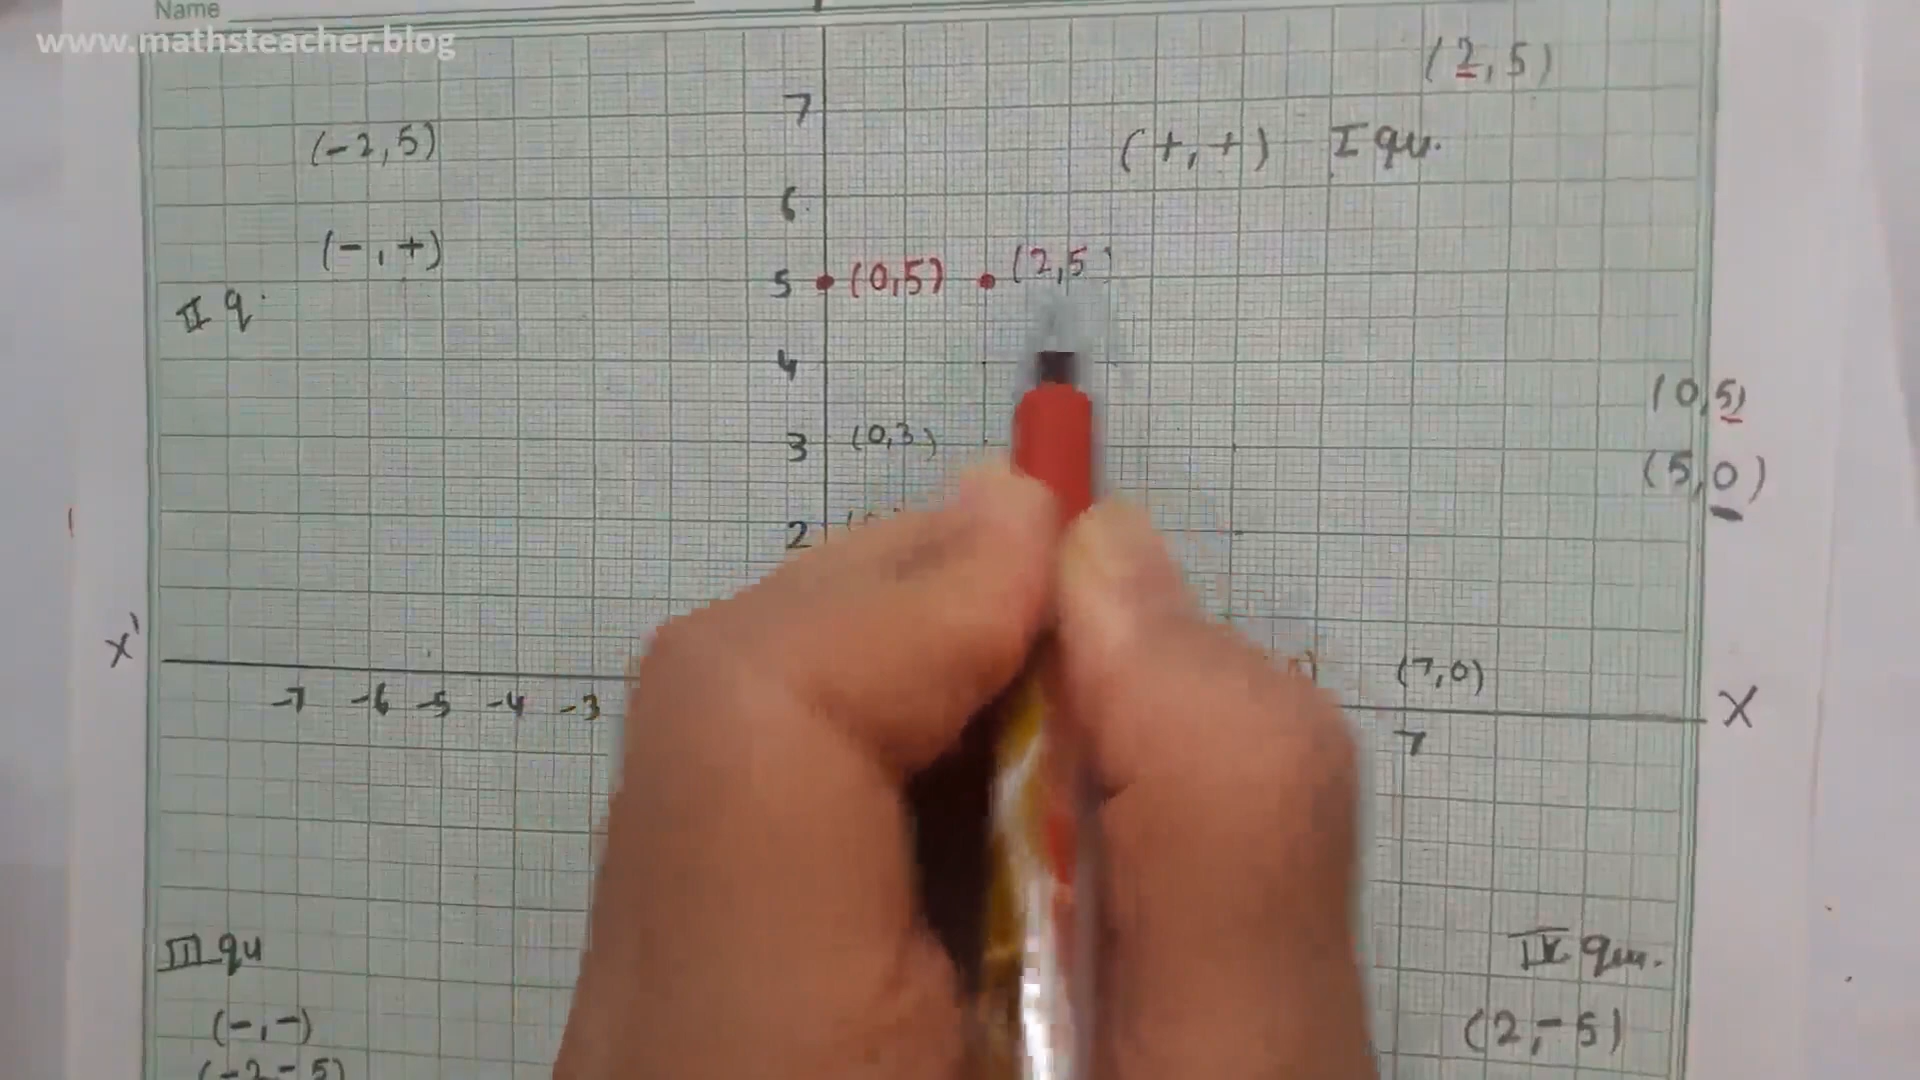 Name
www.mathsteacher.blog
(2,5)
7
(-2,5)
(+,+) I qu.
6
(-,+)
5 (0,5) (2,5)
II q.
4
(0,5)
3 (0,3)
(5,0)
2
X'
(7,0)
-7 -6 -5 -4 -3
X
7
III qu
IV qu.
(-,-)
(2,-5)
(-2-5)